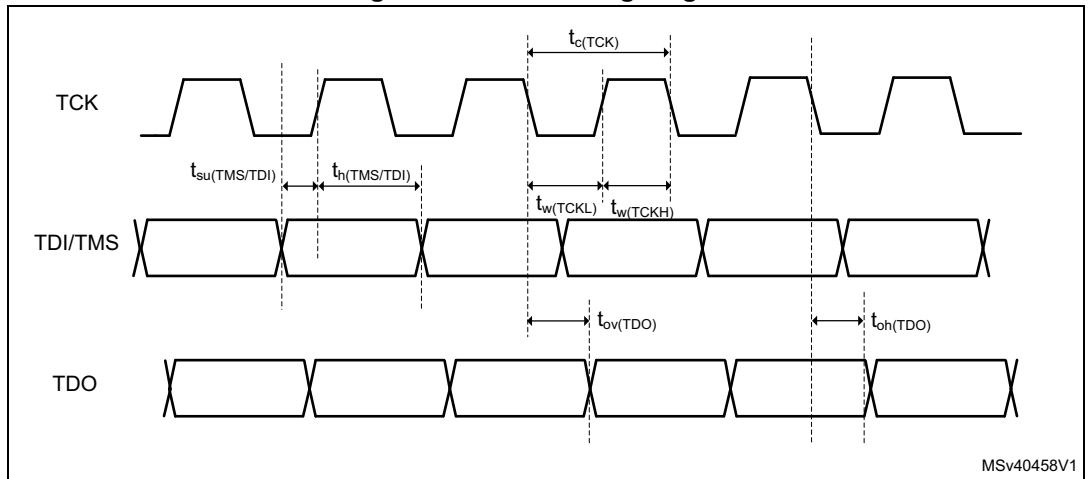 tc(TCK)
TCK
tsu(TMS/TDI) th(TMS/TDI)
tw(TCKL) tw(TCKH)
TDI/TMS
tov(TDO) toh(TDO)
TDO
MSv40458V1